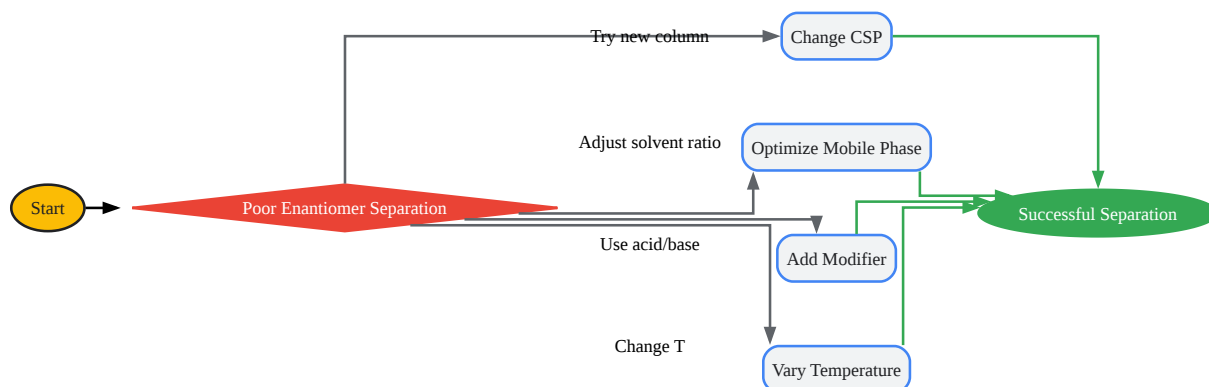 Try new column
Change CSP
Adjust solvent ratio
Optimize Mobile Phase
Start
Poor Enantiomer Separation
Successful Separation
Use acid/base
Add Modifier
Change T
Vary Temperature